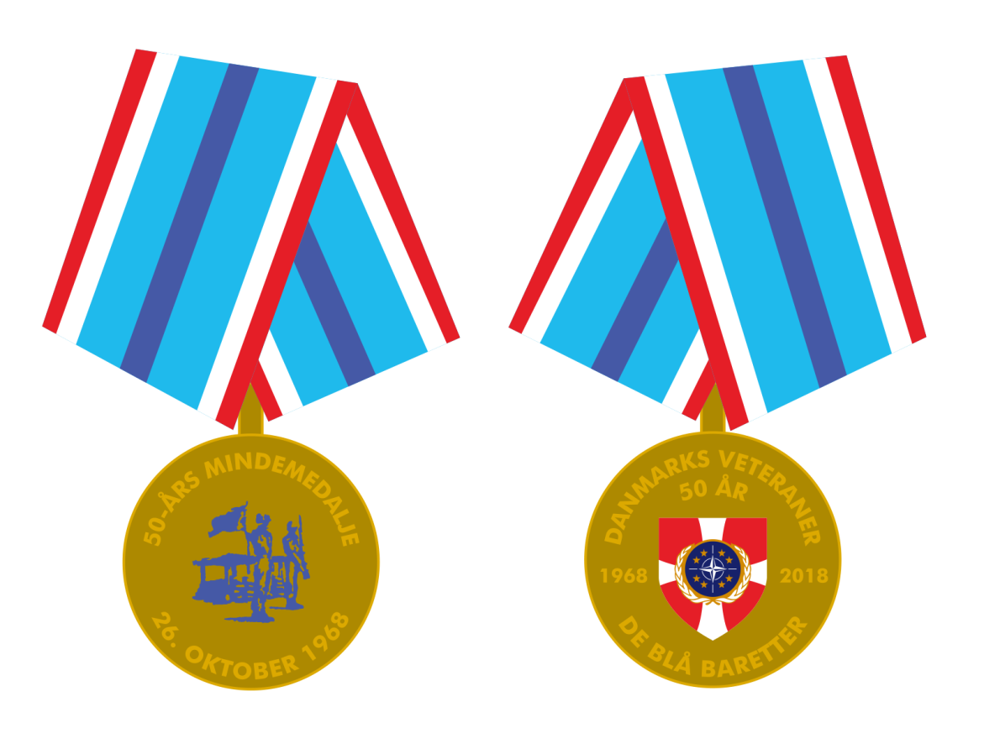 50-ÅRS MINDEMEDALJE
26. OKTOBER 1968
DANMARKS VETERANER
50 ÅR
1968 2018
DE BLÅ BARETTER